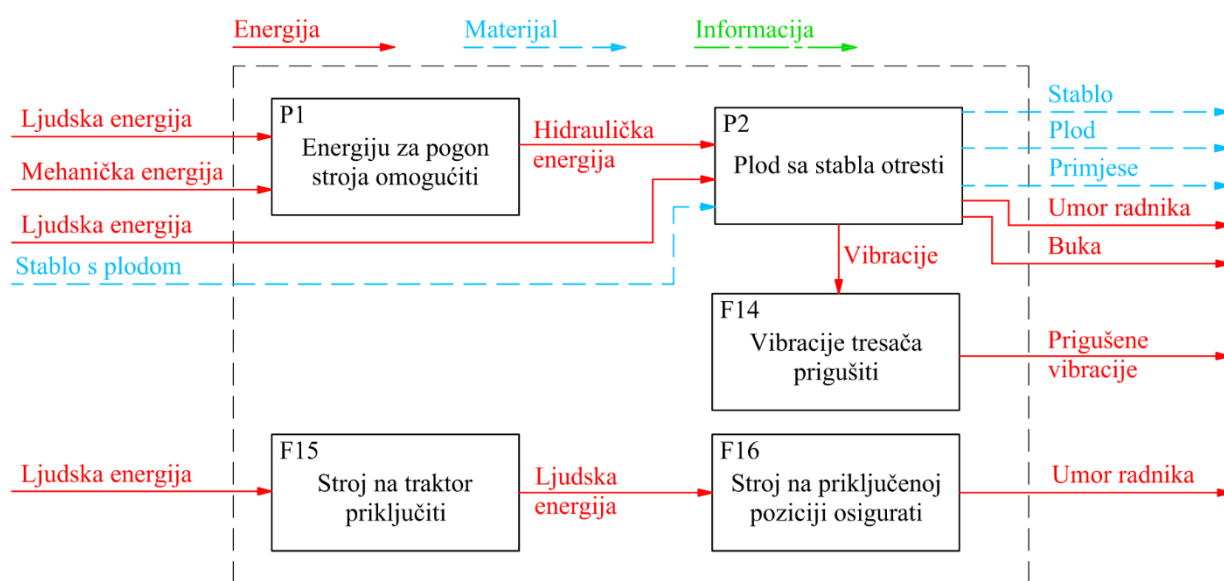 Energija
Materijal
Informacija
Ljudska energija
Mehanička energija
Ljudska energija
Stablo s plodom
P1
Energiju za pogon
stroja omogućiti
Hidraulička
energija
P2
Plod sa stabla otresti
Stablo
Plod
Primjese
Umor radnika
Buka
Vibracije
F14
Vibracije tresača
prigušiti
Prigušene
vibracije
Ljudska energija
F15
Stroj na traktor
priključiti
Ljudska
energija
F16
Stroj na priključenoj
poziciji osigurati
Umor radnika